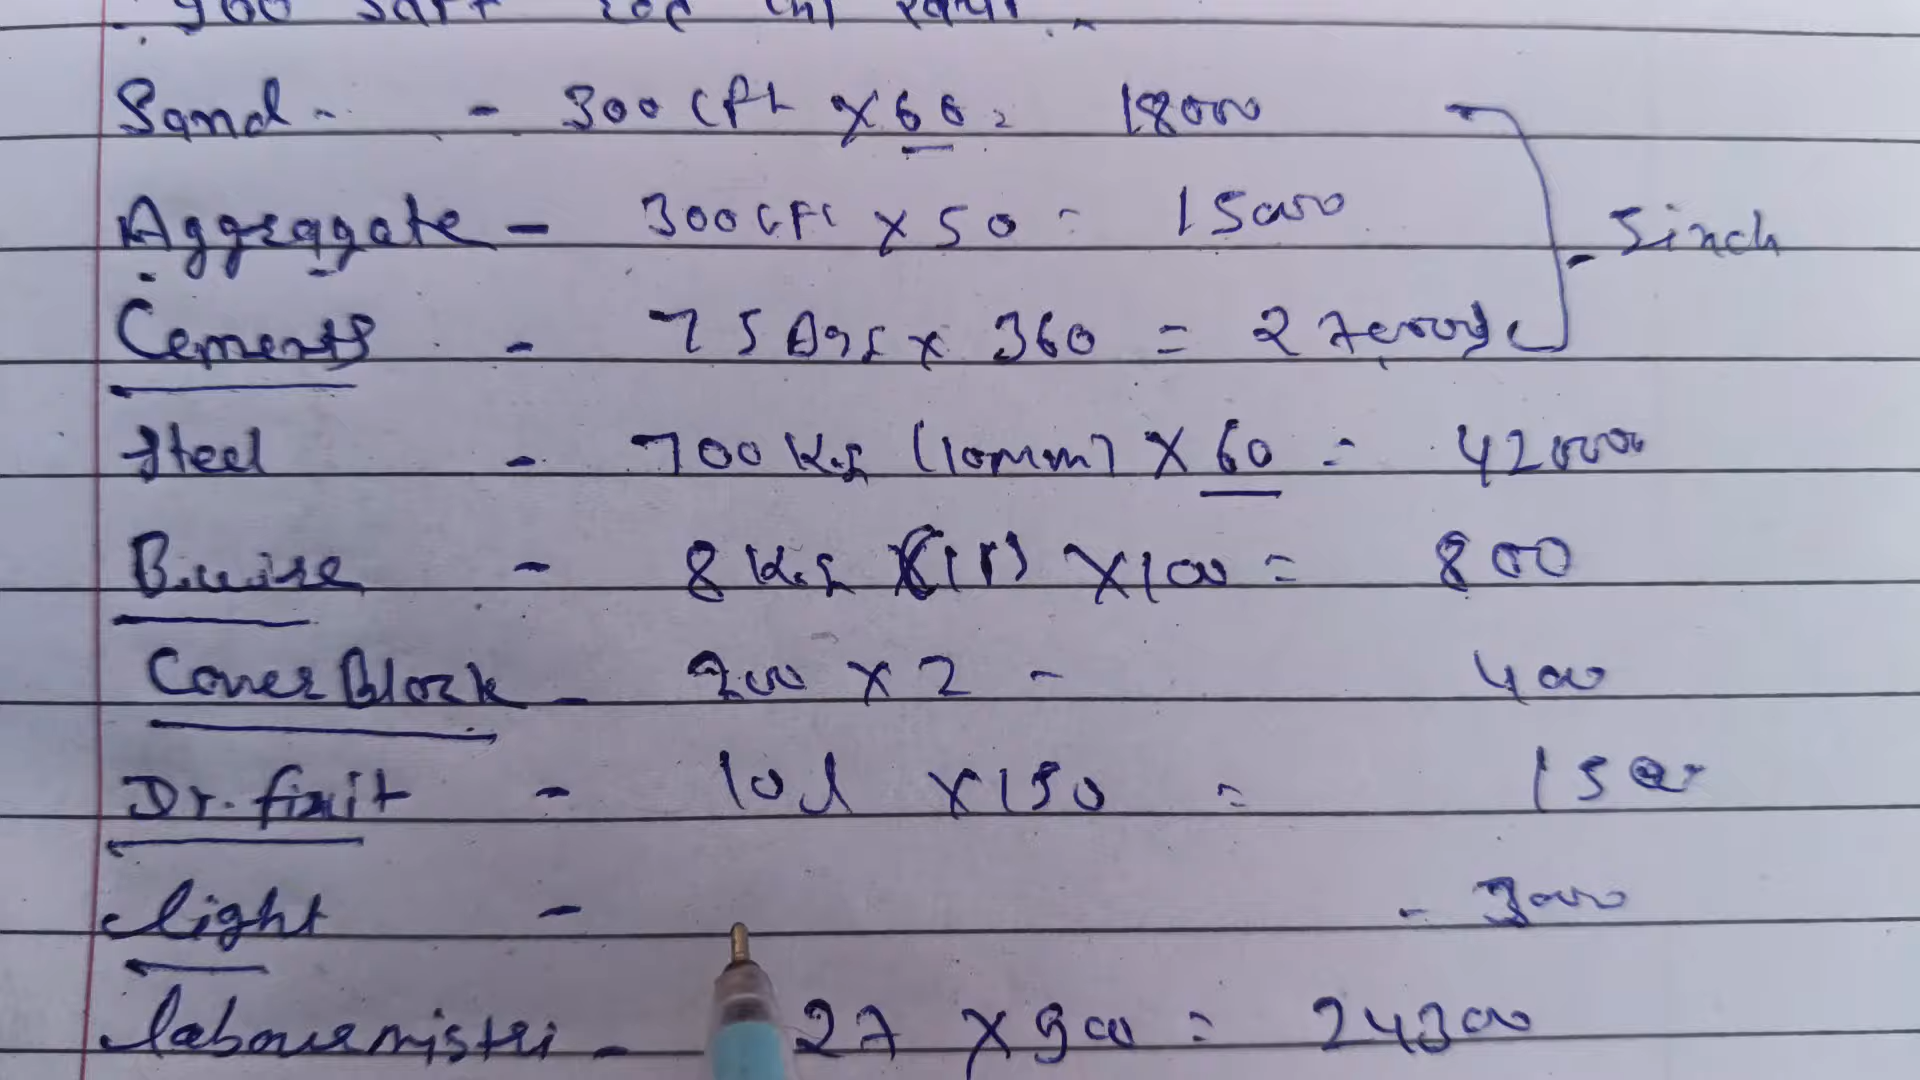 Sand - 300 Cft × 60 = 18000
Aggregate - 300 CFt × 50 = 15000
5 inch
Cements - 75 Bags × 360 = 27000
Steel - 700 Kg (10mm) × 60 = 42000
B.wire - 8 Kg × 100 = 800
Cover Block - 200 × 2 - 400
Dr. fixit - 10 l × 150 = 1500
light - - 3000
labour mistri - 27 × 900 = 24300